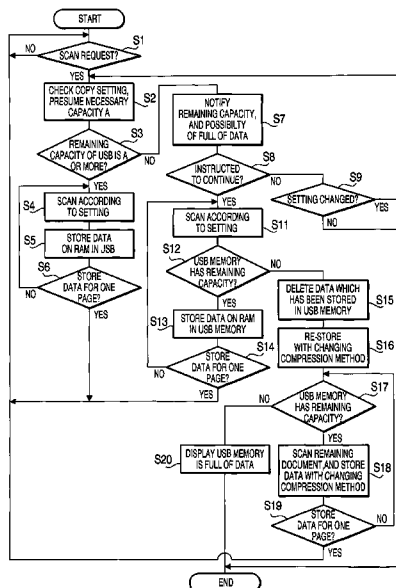 START
S1
SCAN REQUEST?
NO
YES
S2
CHECK COPY SETTING,
PRESUME NECESSARY
CAPACITY A
S3
REMAINING
CAPACITY OF USB IS A
OR MORE?
NO
YES
S4
SCAN ACCORDING
TO SETTING
S5
STORE DATA
ON RAM IN USB
S6
STORE
DATA FOR ONE
PAGE?
NO
YES
S7
NOTIFY
REMAINING CAPACITY,
AND POSSIBILTY
OF FULL OF DATA
S8
INSTRUCTED
TO CONTINUE?
NO
YES
S9
SETTING CHANGED?
YES
NO
S11
SCAN ACCORDING
TO SETTING
S12
USB MEMORY
HAS REMAINING
CAPACITY?
NO
YES
S13
STORE DATA ON RAM
IN USB MEMORY
S14
STORE
DATA FOR ONE
PAGE?
NO
YES
DELETE DATA WHICH
HAS BEEN STORED
IN USB MEMORY
S15
RE-STORE
WITH CHANGING
COMPRESSION METHOD
S16
S17
USB MEMORY
HAS REMAINING
CAPACITY?
NO
YES
S20
DISPLAY USB MEMORY
IS FULL OF DATA
SCAN REMAINING
DOCUMENT, AND STORE
DATA WITH CHANGING
COMPRESSION METHOD
S18
S19
STORE
DATA FOR ONE
PAGE?
NO
YES
END